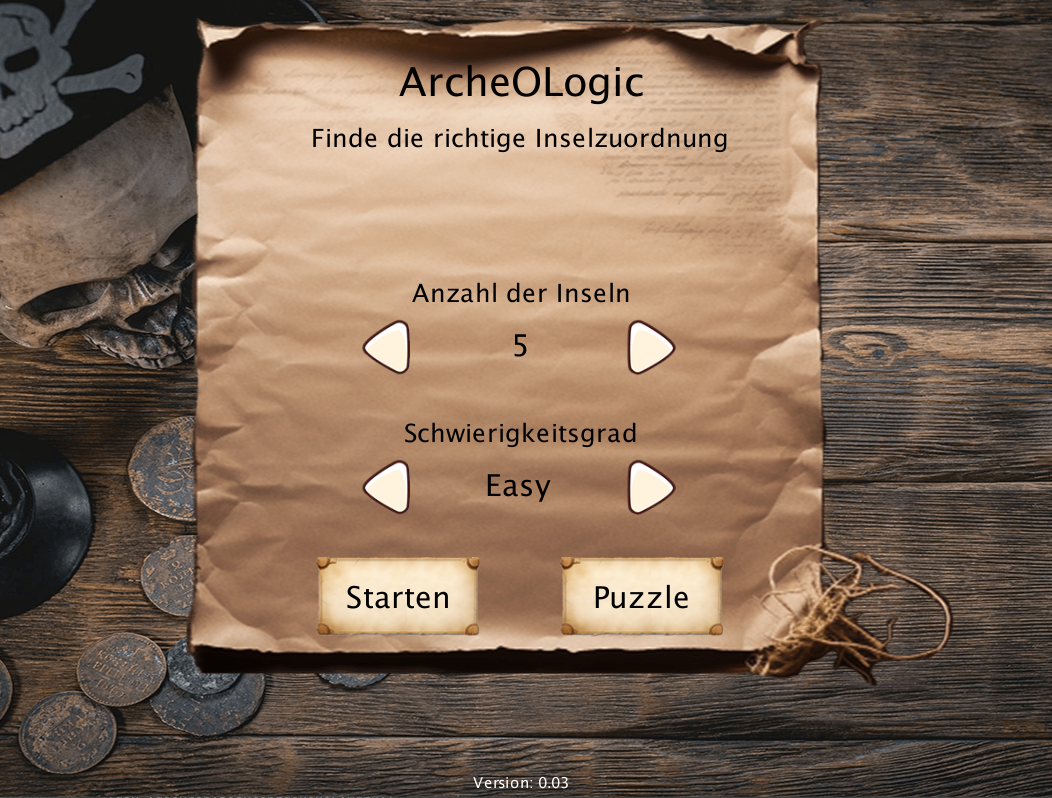 ArcheOLogic
Finde die richtige Inselzuordnung
Anzahl der Inseln
5
Schwierigkeitsgrad
Easy
Starten
Puzzle
Version: 0.03